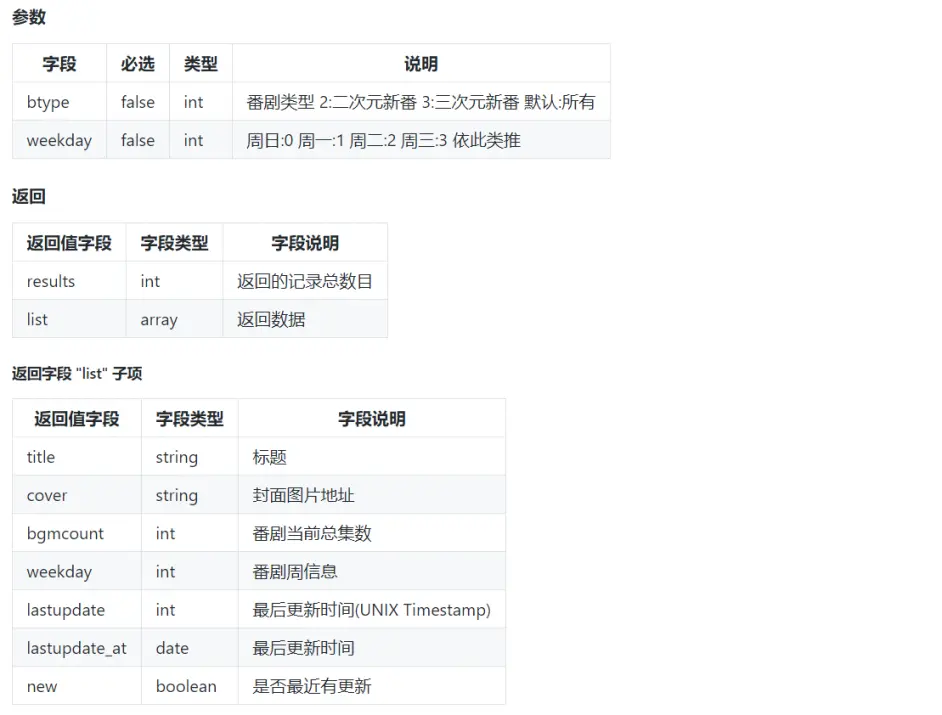 参数
字段 必选 类型 说明
btype false int 番剧类型 2:二次元新番 3:三次元新番 默认:所有
weekday false int 周日:0 周一:1 周二:2 周三:3 依此类推
返回
返回值字段 字段类型 字段说明
results int 返回的记录总数目
list array 返回数据
返回字段 "list" 子项
返回值字段 字段类型 字段说明
title string 标题
cover string 封面图片地址
bgmcount int 番剧当前总集数
weekday int 番剧周信息
lastupdate int 最后更新时间(UNIX Timestamp)
lastupdate_at date 最后更新时间
new boolean 是否最近有更新